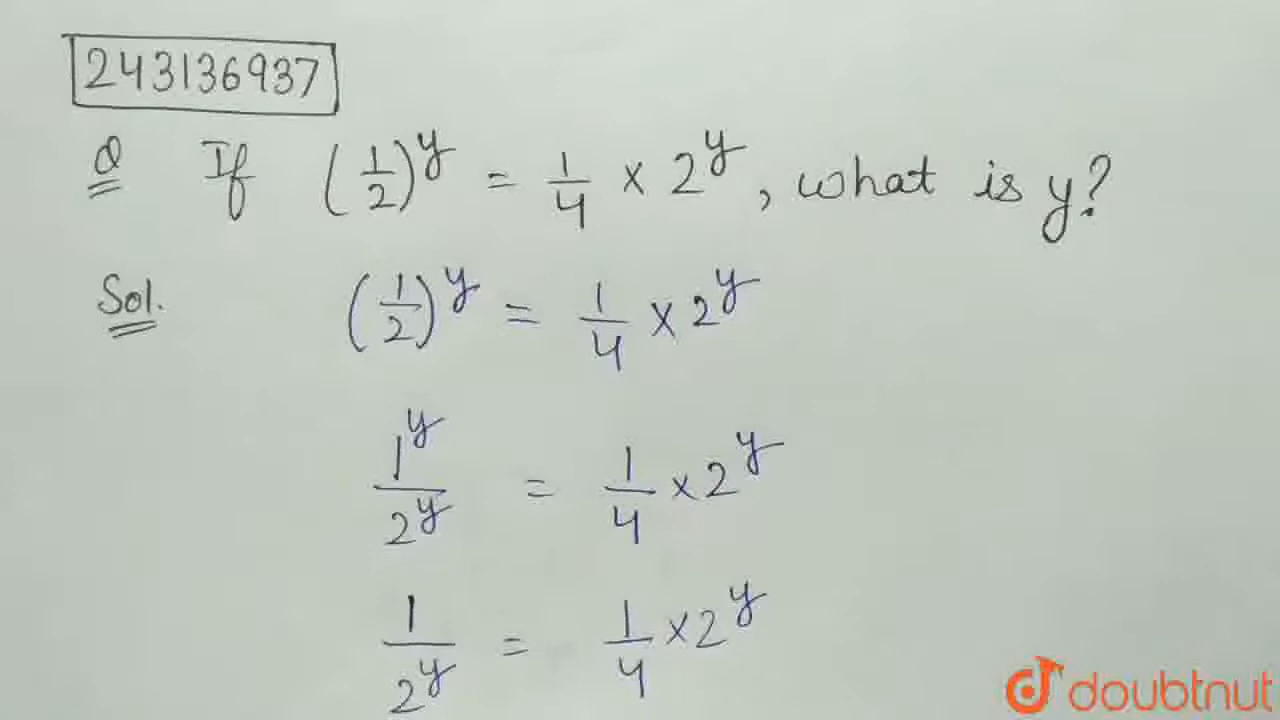 243136937
Q If (1/2)^y = 1/4 × 2^y, what is y?
Sol. (1/2)^y = 1/4 × 2^y
1^y/2^y = 1/4 × 2^y
1/2^y = 1/4 × 2^y
doubtnut